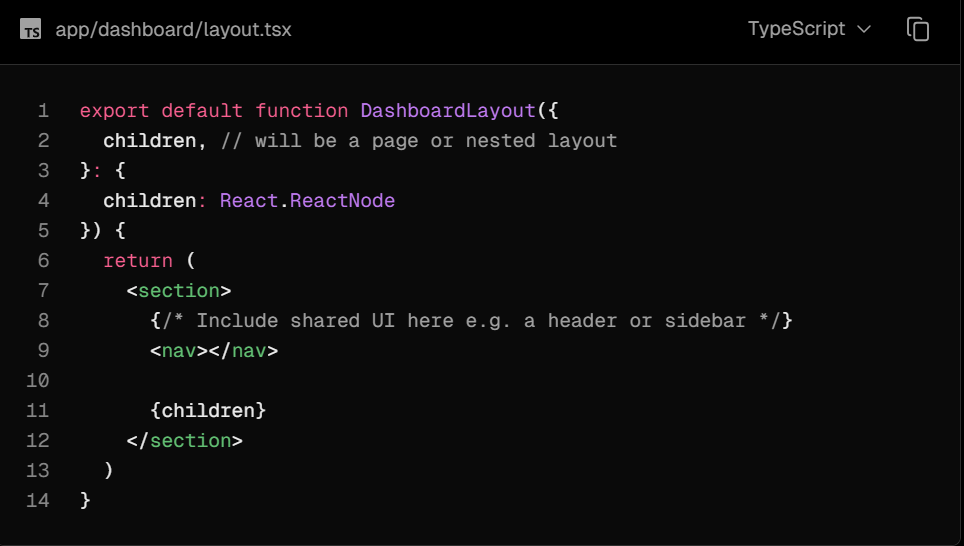 TS app/dashboard/layout.tsx TypeScript
1 export default function DashboardLayout({
2   children, // will be a page or nested layout
3 }: {
4   children: React.ReactNode
5 }) {
6   return (
7     <section>
8       {/* Include shared UI here e.g. a header or sidebar */}
9       <nav></nav>
10
11       {children}
12     </section>
13   )
14 }